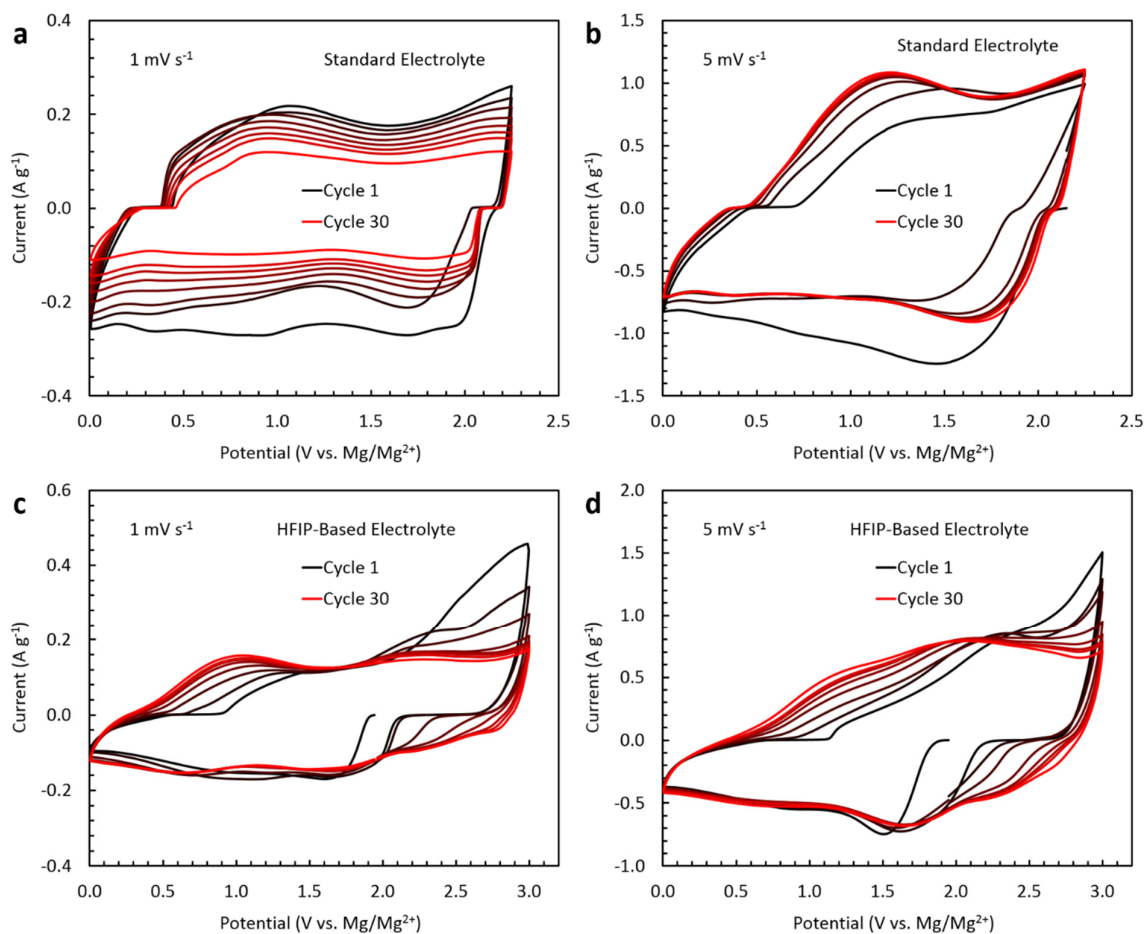 a
1 mV s⁻¹ Standard Electrolyte
Cycle 1
Cycle 30
Current (A g⁻¹)
0.4
0.2
0.0
-0.2
-0.4
0.0 0.5 1.0 1.5 2.0 2.5
Potential (V vs. Mg/Mg²⁺)
b
5 mV s⁻¹ Standard Electrolyte
Cycle 1
Cycle 30
Current (A g⁻¹)
1.5
1.0
0.5
0.0
-0.5
-1.0
-1.5
0.0 0.5 1.0 1.5 2.0 2.5
Potential (V vs. Mg/Mg²⁺)
c
1 mV s⁻¹ HFIP-Based Electrolyte
Cycle 1
Cycle 30
Current (A g⁻¹)
0.6
0.4
0.2
0.0
-0.2
-0.4
0.0 0.5 1.0 1.5 2.0 2.5 3.0
Potential (V vs. Mg/Mg²⁺)
d
5 mV s⁻¹ HFIP-Based Electrolyte
Cycle 1
Cycle 30
Current (A g⁻¹)
2.0
1.5
1.0
0.5
0.0
-0.5
-1.0
0.0 0.5 1.0 1.5 2.0 2.5 3.0
Potential (V vs. Mg/Mg²⁺)